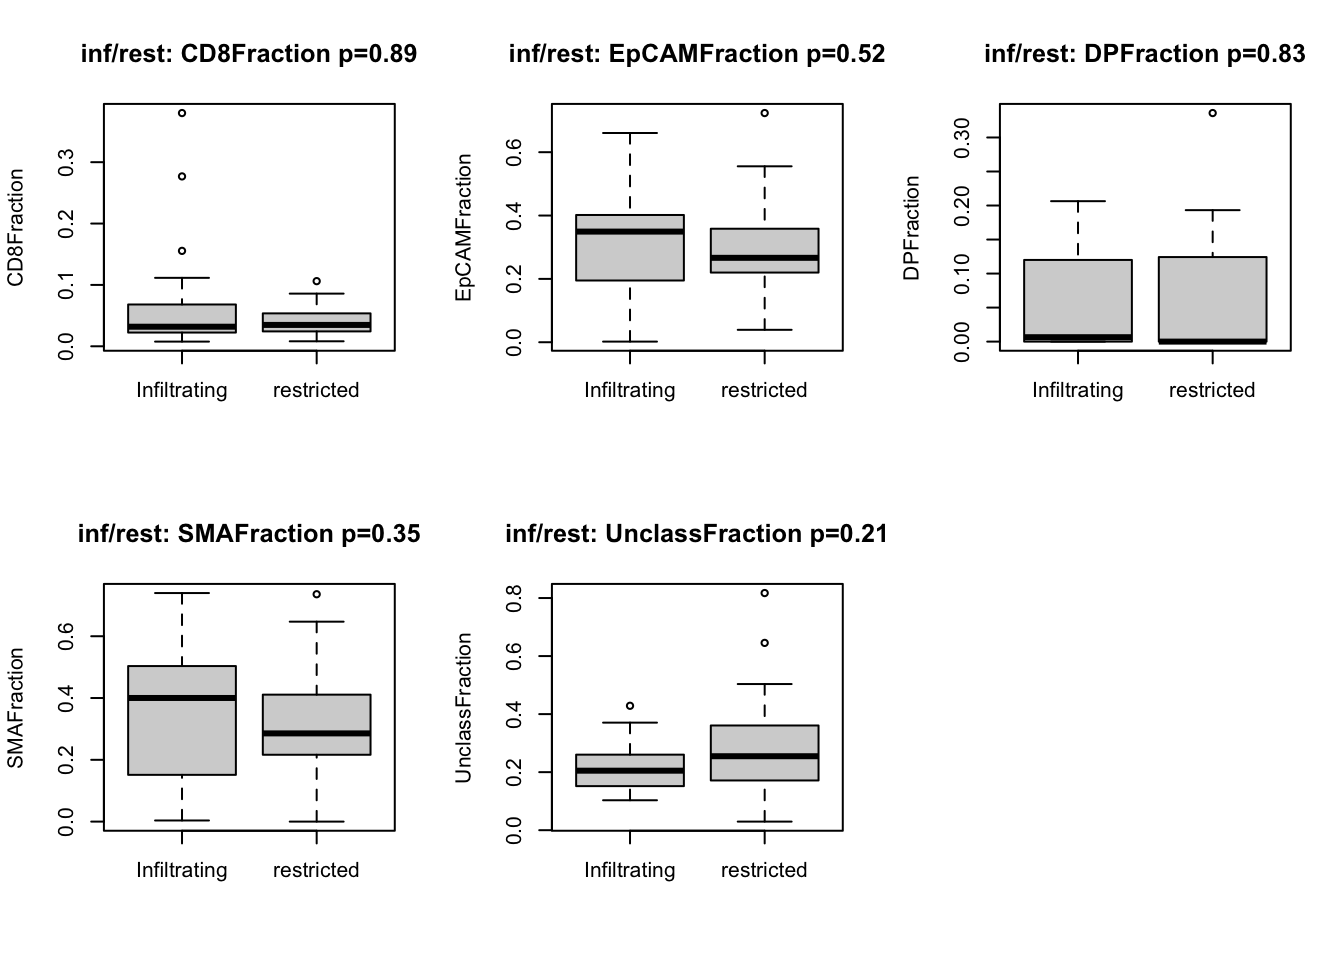 inf/rest: CD8Fraction p=0.89
CD8Fraction
0.3
0.2
0.1
0.0
Infiltrating restricted
inf/rest: EpCAMFraction p=0.52
EpCAMFraction
0.6
0.4
0.2
0.0
Infiltrating restricted
inf/rest: DPFraction p=0.83
DPFraction
0.30
0.20
0.10
0.00
Infiltrating restricted
inf/rest: SMAFraction p=0.35
SMAFraction
0.6
0.4
0.2
0.0
Infiltrating restricted
inf/rest: UnclassFraction p=0.21
UnclassFraction
0.8
0.6
0.4
0.2
0.0
Infiltrating restricted